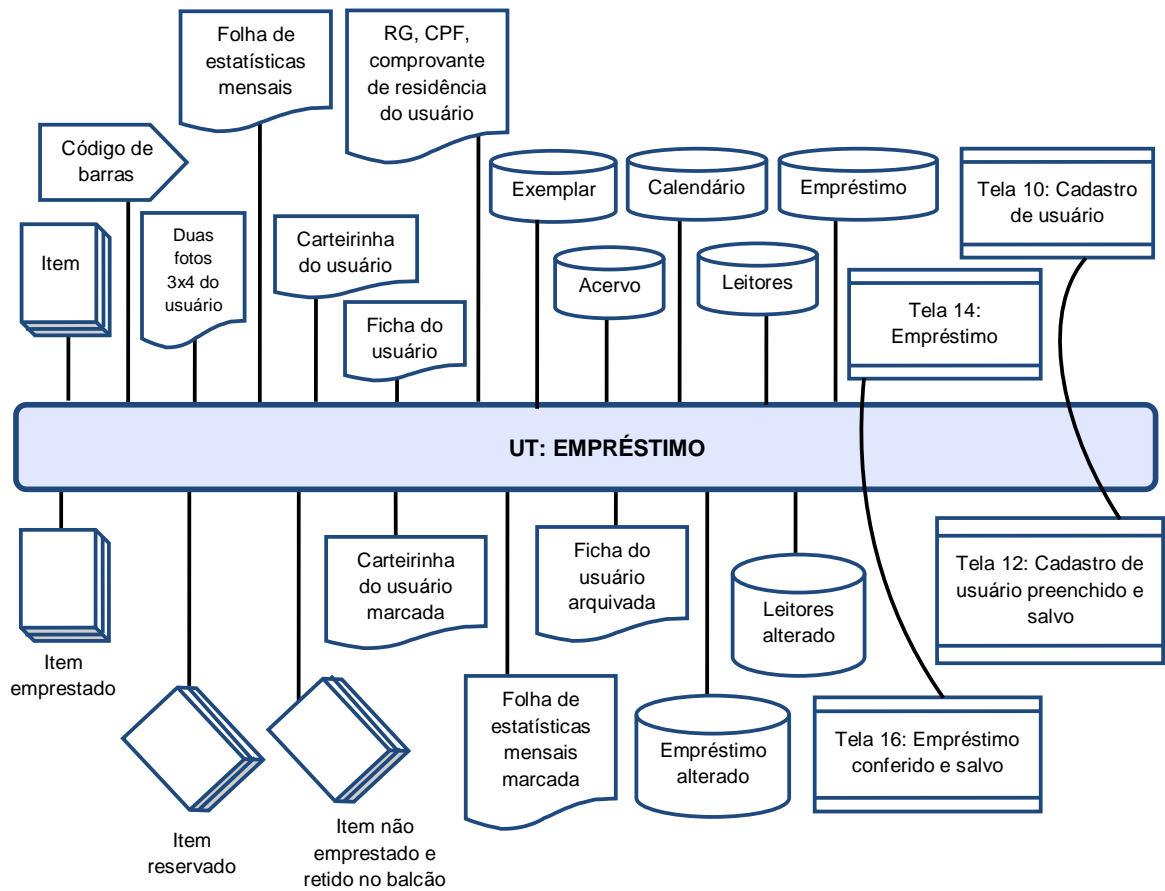 Folha de
estatísticas
mensais
RG, CPF,
comprovante
de residência
do usuário
Código de
barras
Item
Duas
fotos
3x4 do
usuário
Carteirinha
do usuário
Ficha do
usuário
Exemplar
Calendário
Empréstimo
Acervo
Leitores
Tela 10: Cadastro
de usuário
Tela 14:
Empréstimo
UT: EMPRÉSTIMO
Item
emprestado
Item
reservado
Item não
emprestado e
retido no balcão
Carteirinha
do usuário
marcada
Folha de
estatísticas
mensais
marcada
Ficha do
usuário
arquivada
Empréstimo
alterado
Leitores
alterado
Tela 16: Empréstimo
conferido e salvo
Tela 12: Cadastro de
usuário preenchido e
salvo